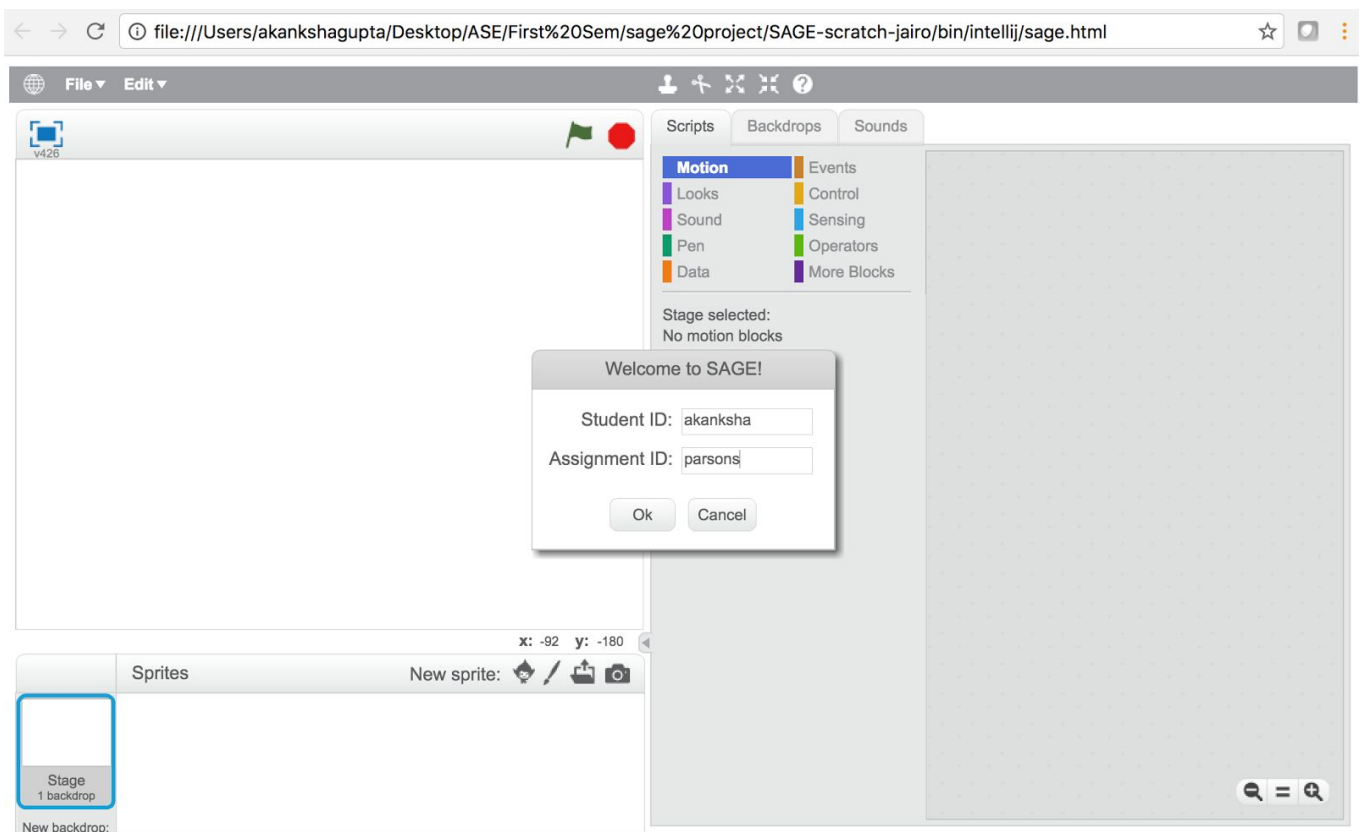 file:///Users/akankshagupta/Desktop/ASE/First%20Sem/sage%20project/SAGE-scratch-jairo/bin/intellij/sage.html
File Edit
v426
Scripts Backdrops Sounds
Motion Events
Looks Control
Sound Sensing
Pen Operators
Data More Blocks
Stage selected:
No motion blocks
Welcome to SAGE!
Student ID: akanksha
Assignment ID: parsons
Ok Cancel
x: -92 y: -180
Sprites New sprite:
Stage
1 backdrop
New backdrop: